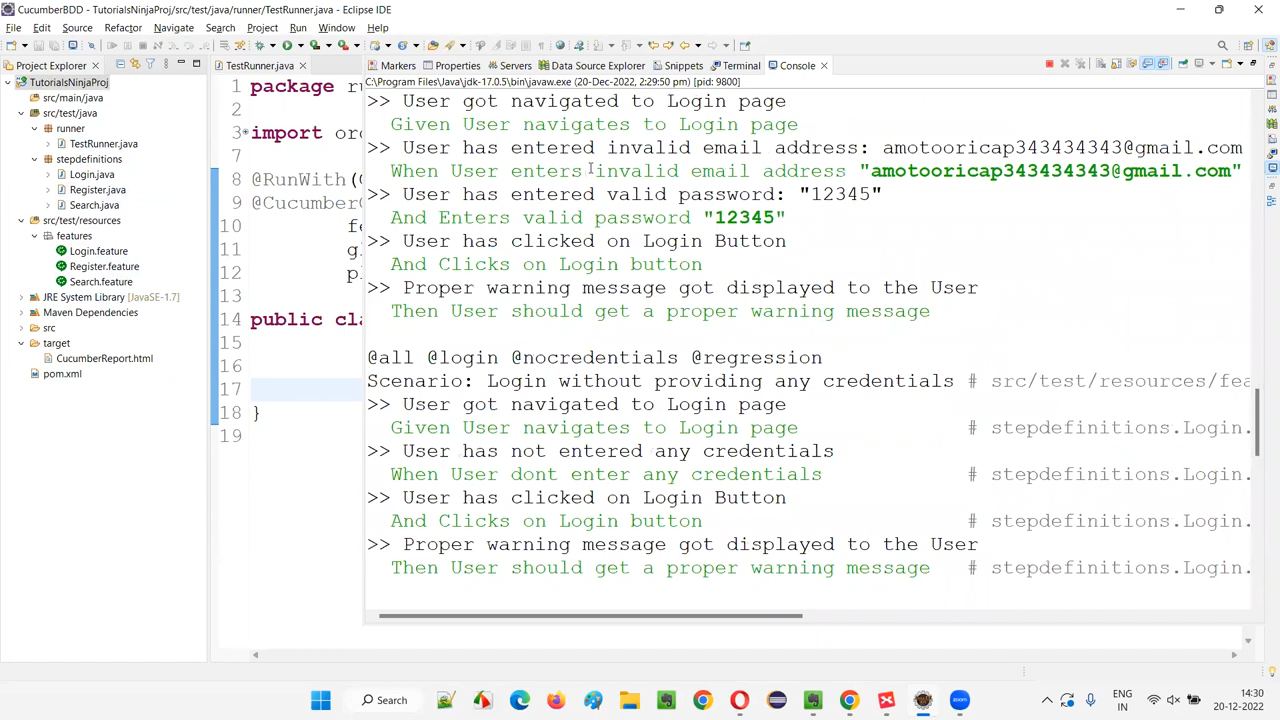 CucumberBDD - TutorialsNinjaProj/src/test/java/runner/TestRunner.java - Eclipse IDE
File Edit Source Refactor Navigate Search Project Run Window Help
Project Explorer
TutorialsNinjaProj
src/main/java
src/test/java
runner
TestRunner.java
stepdefinitions
Login.java
Register.java
Search.java
src/test/resources
features
Login.feature
Register.feature
Search.feature
JRE System Library [JavaSE-1.7]
Maven Dependencies
src
target
CucumberReport.html
pom.xml
TestRunner.java
1 package r
2
3 import or
7
8 @RunWith(
9 @Cucumber
10 fe
11 g
12 p
13
14 public cl
15
16
17
18 }
19
Markers Properties Servers Data Source Explorer Snippets Terminal Console
C:\Program Files\Java\jdk-17.0.5\bin\javaw.exe (20-Dec-2022, 2:29:50 pm) [pid: 9800]
>> User got navigated to Login page
Given User navigates to Login page
>> User has entered invalid email address: amotooricap343434343@gmail.com
When User enters invalid email address "amotooricap343434343@gmail.com"
>> User has entered valid password: "12345"
And Enters valid password "12345"
>> User has clicked on Login Button
And Clicks on Login button
>> Proper warning message got displayed to the User
Then User should get a proper warning message
@all @login @nocredentials @regression
Scenario: Login without providing any credentials # src/test/resources/fea
>> User got navigated to Login page
Given User navigates to Login page # stepdefinitions.Login.
>> User has not entered any credentials
When User dont enter any credentials # stepdefinitions.Login.
>> User has clicked on Login Button
And Clicks on Login button # stepdefinitions.Login.
>> Proper warning message got displayed to the User
Then User should get a proper warning message # stepdefinitions.Login.
Search
ENG
IN
14:30
20-12-2022